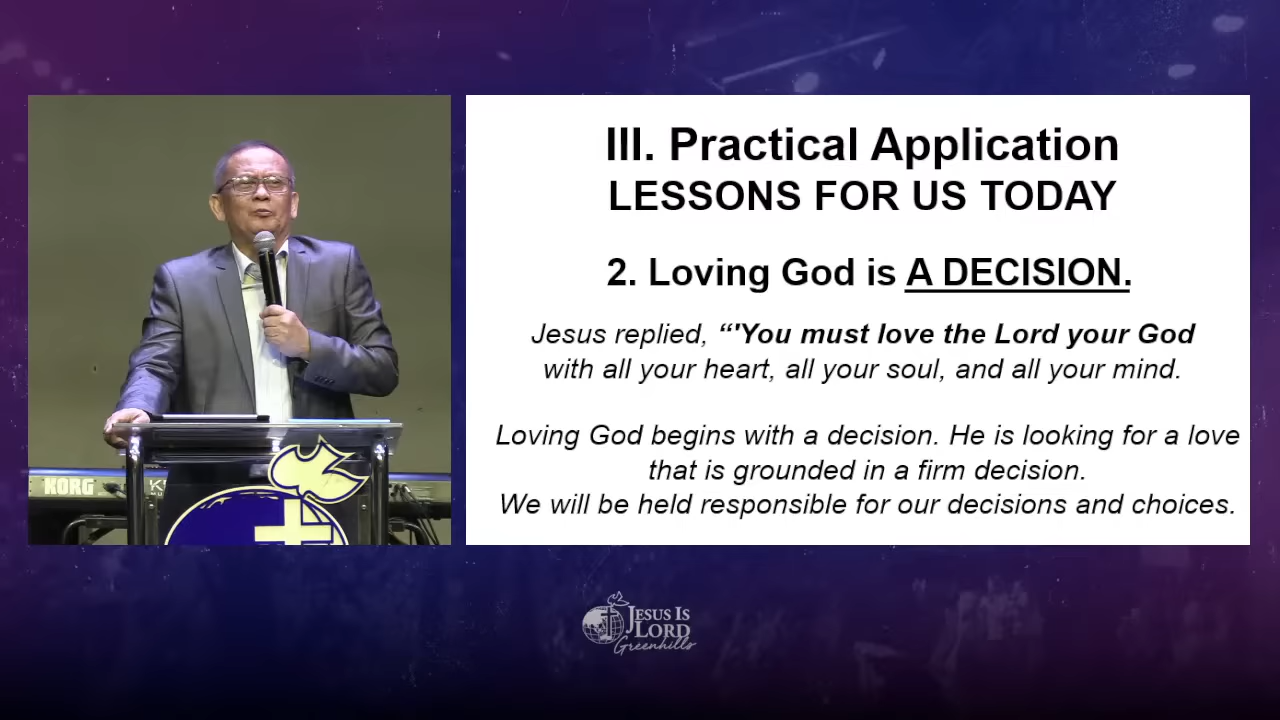 III. Practical Application
LESSONS FOR US TODAY
2. Loving God is A DECISION.
Jesus replied, “'You must love the Lord your God
with all your heart, all your soul, and all your mind.
Loving God begins with a decision. He is looking for a love
that is grounded in a firm decision.
We will be held responsible for our decisions and choices.
KORG
JESUS IS
LORD
Greenhills